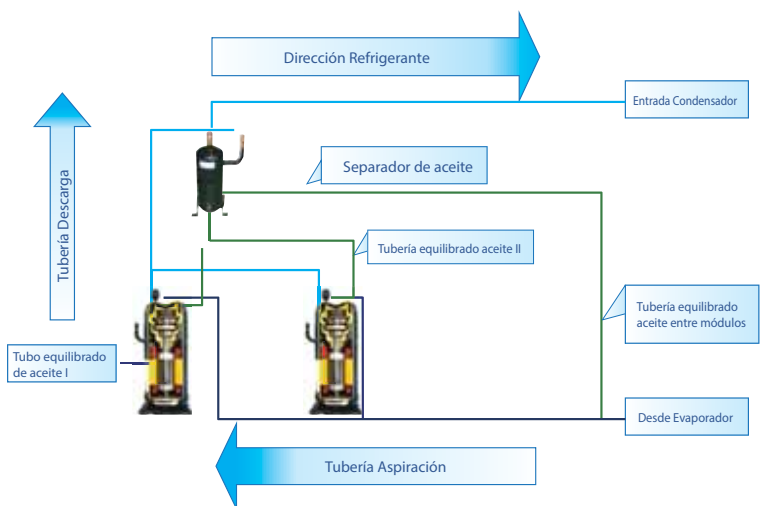 Dirección Refrigerante
Entrada Condensador
Separador de aceite
Tubería Descarga
Tubería equilibrado aceite II
Tubería equilibrado
aceite entre módulos
Tubo equilibrado
de aceite I
Desde Evaporador
Tubería Aspiración